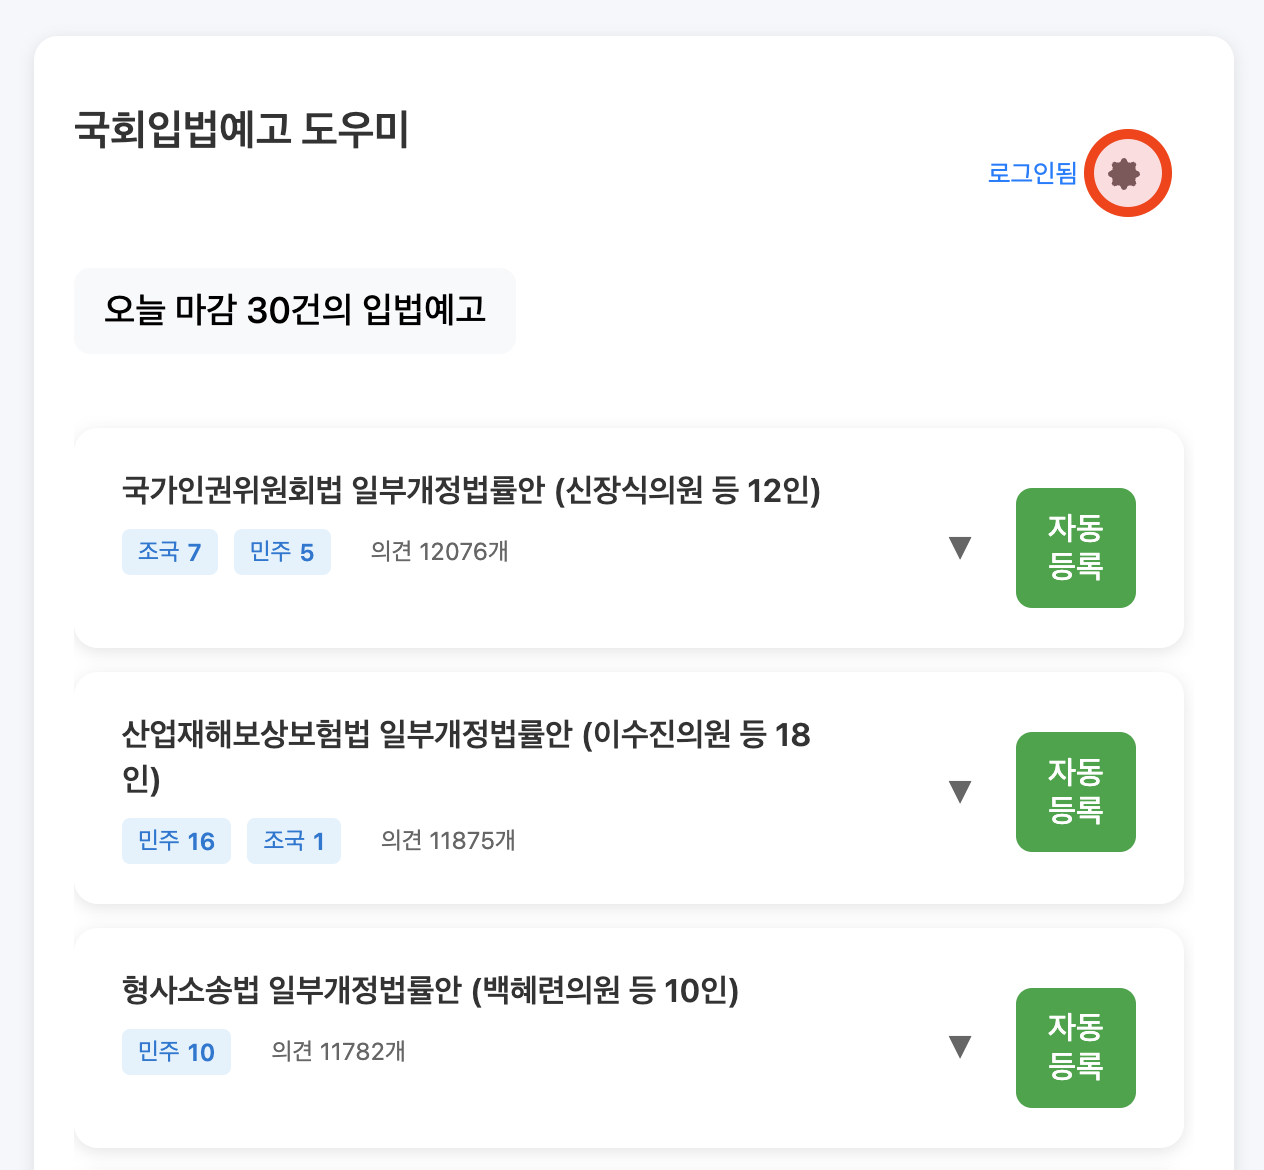 국회입법예고 도우미
로그인됨
오늘 마감 30건의 입법예고
국가인권위원회법 일부개정법률안 (신장식의원 등 12인)
조국 7 민주 5 의견 12076개
▼
자동
등록
산업재해보상보험법 일부개정법률안 (이수진의원 등 18
인)
민주 16 조국 1 의견 11875개
▼
자동
등록
형사소송법 일부개정법률안 (백혜련의원 등 10인)
민주 10 의견 11782개
▼
자동
등록